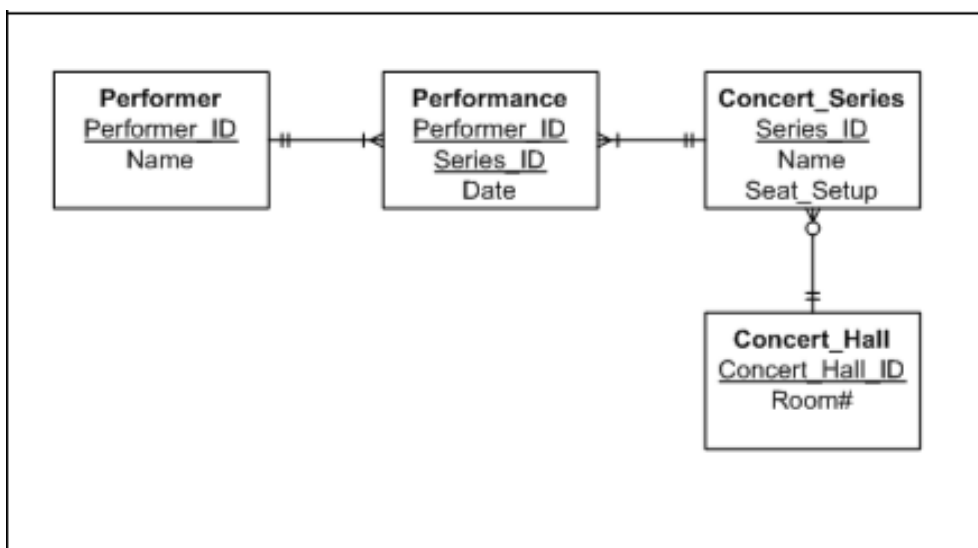 Performer
Performer_ID
Name
Performance
Performer_ID
Series_ID
Date
Concert_Series
Series_ID
Name
Seat_Setup
Concert_Hall
Concert_Hall_ID
Room#